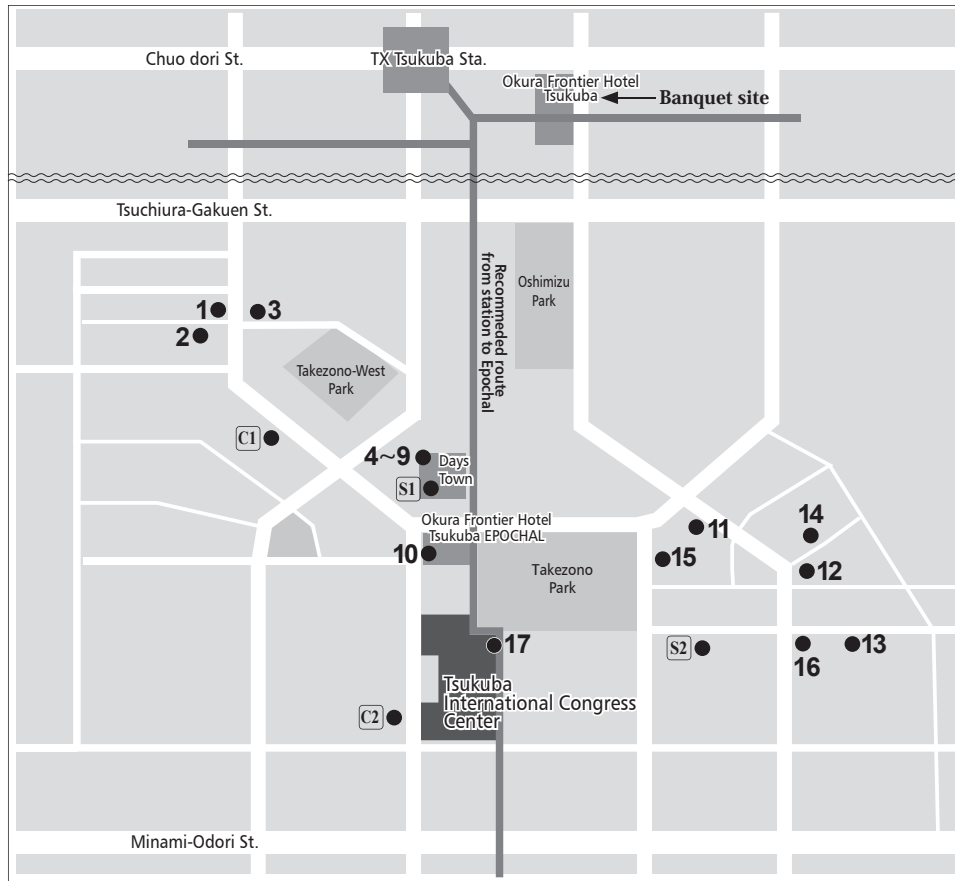 Chuo dori St.
TX Tsukuba Sta.
Okura Frontier Hotel
Tsukuba
Banquet site
Tsuchiura-Gakuen St.
Recommeded route
from station to Epochal
Oshimizu
Park
1
3
2
Takezono-West
Park
C1
4~9
Days
Town
S1
Okura Frontier Hotel
Tsukuba EPOCHAL
10
11
14
15
12
Takezono
Park
17
S2
16
13
Tsukuba
International Congress
Center
C2
Minami-Odori St.